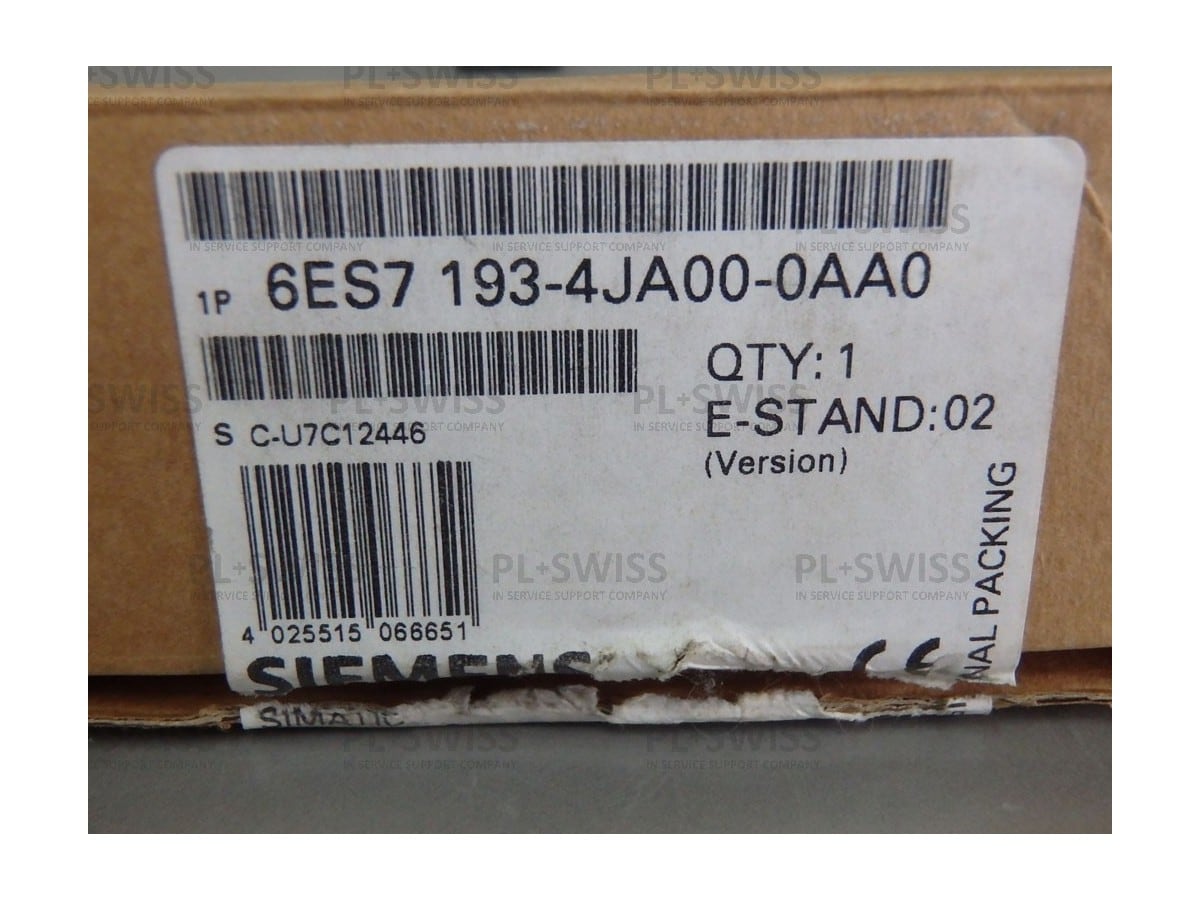 1P 6ES7 193-4JA00-0AA0
QTY: 1
E-STAND:02
(Version)
S C-U7C12446
4 025515 066651
SIEMENS
SIMATIC
CE
PACKING
PL+SWISS
IN SERVICE SUPPORT COMPANY